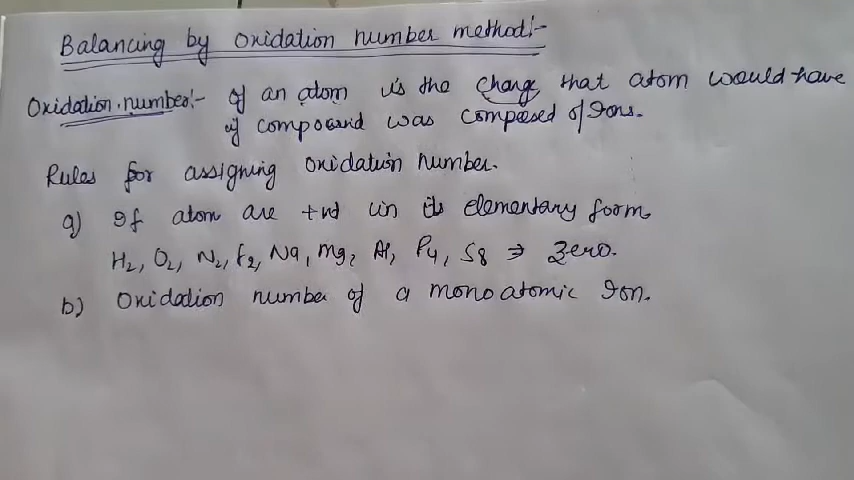 Balancing by Oxidation number method:-
Oxidation number:- Of an atom is the change that atom would have
if compound was composed of Ions.
Rules for assigning oxidation number.
a) If atom are in its elementary form
H2, O2, N2, F2, Na, Mg, Al, P4, S8 ⇒ Zero.
b) Oxidation number of a monoatomic Ion.